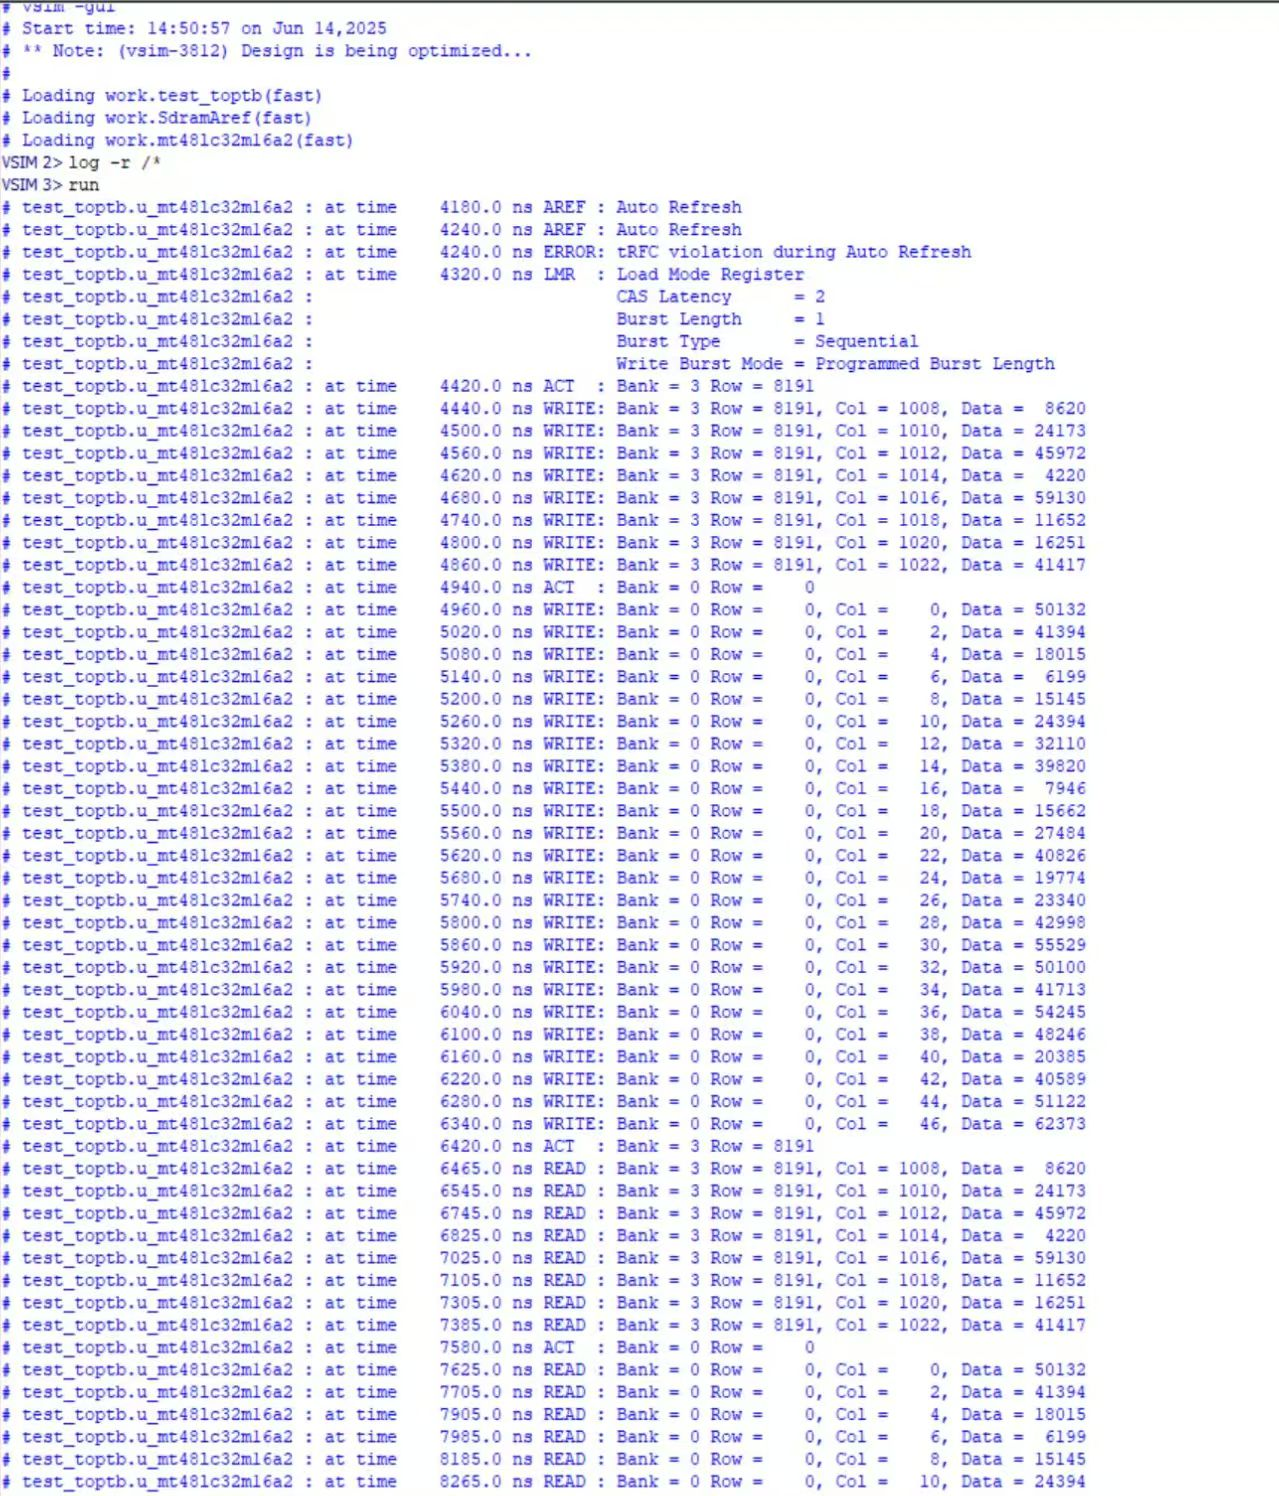 # vsim -gui
# Start time: 14:50:57 on Jun 14,2025
# ** Note: (vsim-3812) Design is being optimized...
#
# Loading work.test_toptb(fast)
# Loading work.SdramAref(fast)
# Loading work.mt48lc32m16a2(fast)
VSIM 2> log -r /*
VSIM 3> run
# test_toptb.u_mt48lc32m16a2 : at time 4180.0 ns AREF : Auto Refresh
# test_toptb.u_mt48lc32m16a2 : at time 4240.0 ns AREF : Auto Refresh
# test_toptb.u_mt48lc32m16a2 : at time 4240.0 ns ERROR: tRFC violation during Auto Refresh
# test_toptb.u_mt48lc32m16a2 : at time 4320.0 ns LMR : Load Mode Register
# test_toptb.u_mt48lc32m16a2 : CAS Latency = 2
# test_toptb.u_mt48lc32m16a2 : Burst Length = 1
# test_toptb.u_mt48lc32m16a2 : Burst Type = Sequential
# test_toptb.u_mt48lc32m16a2 : Write Burst Mode = Programmed Burst Length
# test_toptb.u_mt48lc32m16a2 : at time 4420.0 ns ACT : Bank = 3 Row = 8191
# test_toptb.u_mt48lc32m16a2 : at time 4440.0 ns WRITE: Bank = 3 Row = 8191, Col = 1008, Data = 8620
# test_toptb.u_mt48lc32m16a2 : at time 4500.0 ns WRITE: Bank = 3 Row = 8191, Col = 1010, Data = 24173
# test_toptb.u_mt48lc32m16a2 : at time 4560.0 ns WRITE: Bank = 3 Row = 8191, Col = 1012, Data = 45972
# test_toptb.u_mt48lc32m16a2 : at time 4620.0 ns WRITE: Bank = 3 Row = 8191, Col = 1014, Data = 4220
# test_toptb.u_mt48lc32m16a2 : at time 4680.0 ns WRITE: Bank = 3 Row = 8191, Col = 1016, Data = 59130
# test_toptb.u_mt48lc32m16a2 : at time 4740.0 ns WRITE: Bank = 3 Row = 8191, Col = 1018, Data = 11652
# test_toptb.u_mt48lc32m16a2 : at time 4800.0 ns WRITE: Bank = 3 Row = 8191, Col = 1020, Data = 16251
# test_toptb.u_mt48lc32m16a2 : at time 4860.0 ns WRITE: Bank = 3 Row = 8191, Col = 1022, Data = 41417
# test_toptb.u_mt48lc32m16a2 : at time 4940.0 ns ACT : Bank = 0 Row = 0
# test_toptb.u_mt48lc32m16a2 : at time 4960.0 ns WRITE: Bank = 0 Row = 0, Col = 0, Data = 50132
# test_toptb.u_mt48lc32m16a2 : at time 5020.0 ns WRITE: Bank = 0 Row = 0, Col = 2, Data = 41394
# test_toptb.u_mt48lc32m16a2 : at time 5080.0 ns WRITE: Bank = 0 Row = 0, Col = 4, Data = 18015
# test_toptb.u_mt48lc32m16a2 : at time 5140.0 ns WRITE: Bank = 0 Row = 0, Col = 6, Data = 6199
# test_toptb.u_mt48lc32m16a2 : at time 5200.0 ns WRITE: Bank = 0 Row = 0, Col = 8, Data = 15145
# test_toptb.u_mt48lc32m16a2 : at time 5260.0 ns WRITE: Bank = 0 Row = 0, Col = 10, Data = 24394
# test_toptb.u_mt48lc32m16a2 : at time 5320.0 ns WRITE: Bank = 0 Row = 0, Col = 12, Data = 32110
# test_toptb.u_mt48lc32m16a2 : at time 5380.0 ns WRITE: Bank = 0 Row = 0, Col = 14, Data = 39820
# test_toptb.u_mt48lc32m16a2 : at time 5440.0 ns WRITE: Bank = 0 Row = 0, Col = 16, Data = 7946
# test_toptb.u_mt48lc32m16a2 : at time 5500.0 ns WRITE: Bank = 0 Row = 0, Col = 18, Data = 15662
# test_toptb.u_mt48lc32m16a2 : at time 5560.0 ns WRITE: Bank = 0 Row = 0, Col = 20, Data = 27484
# test_toptb.u_mt48lc32m16a2 : at time 5620.0 ns WRITE: Bank = 0 Row = 0, Col = 22, Data = 40826
# test_toptb.u_mt48lc32m16a2 : at time 5680.0 ns WRITE: Bank = 0 Row = 0, Col = 24, Data = 19774
# test_toptb.u_mt48lc32m16a2 : at time 5740.0 ns WRITE: Bank = 0 Row = 0, Col = 26, Data = 23340
# test_toptb.u_mt48lc32m16a2 : at time 5800.0 ns WRITE: Bank = 0 Row = 0, Col = 28, Data = 42998
# test_toptb.u_mt48lc32m16a2 : at time 5860.0 ns WRITE: Bank = 0 Row = 0, Col = 30, Data = 55529
# test_toptb.u_mt48lc32m16a2 : at time 5920.0 ns WRITE: Bank = 0 Row = 0, Col = 32, Data = 50100
# test_toptb.u_mt48lc32m16a2 : at time 5980.0 ns WRITE: Bank = 0 Row = 0, Col = 34, Data = 41713
# test_toptb.u_mt48lc32m16a2 : at time 6040.0 ns WRITE: Bank = 0 Row = 0, Col = 36, Data = 54245
# test_toptb.u_mt48lc32m16a2 : at time 6100.0 ns WRITE: Bank = 0 Row = 0, Col = 38, Data = 48246
# test_toptb.u_mt48lc32m16a2 : at time 6160.0 ns WRITE: Bank = 0 Row = 0, Col = 40, Data = 20385
# test_toptb.u_mt48lc32m16a2 : at time 6220.0 ns WRITE: Bank = 0 Row = 0, Col = 42, Data = 40589
# test_toptb.u_mt48lc32m16a2 : at time 6280.0 ns WRITE: Bank = 0 Row = 0, Col = 44, Data = 51122
# test_toptb.u_mt48lc32m16a2 : at time 6340.0 ns WRITE: Bank = 0 Row = 0, Col = 46, Data = 62373
# test_toptb.u_mt48lc32m16a2 : at time 6420.0 ns ACT : Bank = 3 Row = 8191
# test_toptb.u_mt48lc32m16a2 : at time 6465.0 ns READ : Bank = 3 Row = 8191, Col = 1008, Data = 8620
# test_toptb.u_mt48lc32m16a2 : at time 6545.0 ns READ : Bank = 3 Row = 8191, Col = 1010, Data = 24173
# test_toptb.u_mt48lc32m16a2 : at time 6745.0 ns READ : Bank = 3 Row = 8191, Col = 1012, Data = 45972
# test_toptb.u_mt48lc32m16a2 : at time 6825.0 ns READ : Bank = 3 Row = 8191, Col = 1014, Data = 4220
# test_toptb.u_mt48lc32m16a2 : at time 7025.0 ns READ : Bank = 3 Row = 8191, Col = 1016, Data = 59130
# test_toptb.u_mt48lc32m16a2 : at time 7105.0 ns READ : Bank = 3 Row = 8191, Col = 1018, Data = 11652
# test_toptb.u_mt48lc32m16a2 : at time 7305.0 ns READ : Bank = 3 Row = 8191, Col = 1020, Data = 16251
# test_toptb.u_mt48lc32m16a2 : at time 7385.0 ns READ : Bank = 3 Row = 8191, Col = 1022, Data = 41417
# test_toptb.u_mt48lc32m16a2 : at time 7580.0 ns ACT : Bank = 0 Row = 0
# test_toptb.u_mt48lc32m16a2 : at time 7625.0 ns READ : Bank = 0 Row = 0, Col = 0, Data = 50132
# test_toptb.u_mt48lc32m16a2 : at time 7705.0 ns READ : Bank = 0 Row = 0, Col = 2, Data = 41394
# test_toptb.u_mt48lc32m16a2 : at time 7905.0 ns READ : Bank = 0 Row = 0, Col = 4, Data = 18015
# test_toptb.u_mt48lc32m16a2 : at time 7985.0 ns READ : Bank = 0 Row = 0, Col = 6, Data = 6199
# test_toptb.u_mt48lc32m16a2 : at time 8185.0 ns READ : Bank = 0 Row = 0, Col = 8, Data = 15145
# test_toptb.u_mt48lc32m16a2 : at time 8265.0 ns READ : Bank = 0 Row = 0, Col = 10, Data = 24394